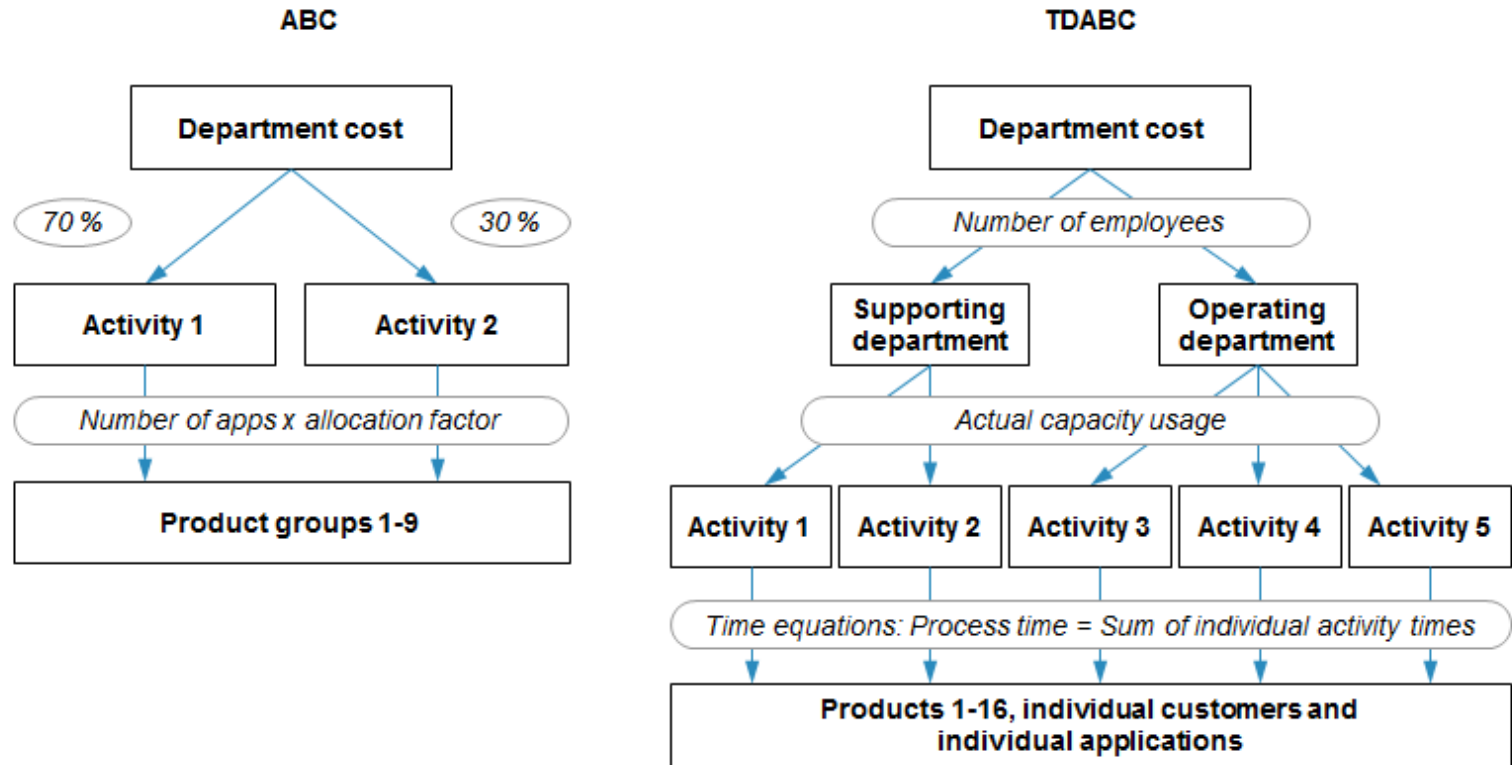 ABC
Department cost
70 %
30 %
Activity 1
Activity 2
Number of apps x allocation factor
Product groups 1-9
TDABC
Department cost
Number of employees
Supporting
department
Operating
department
Actual capacity usage
Activity 1
Activity 2
Activity 3
Activity 4
Activity 5
Time equations: Process time = Sum of individual activity times
Products 1-16, individual customers and
individual applications